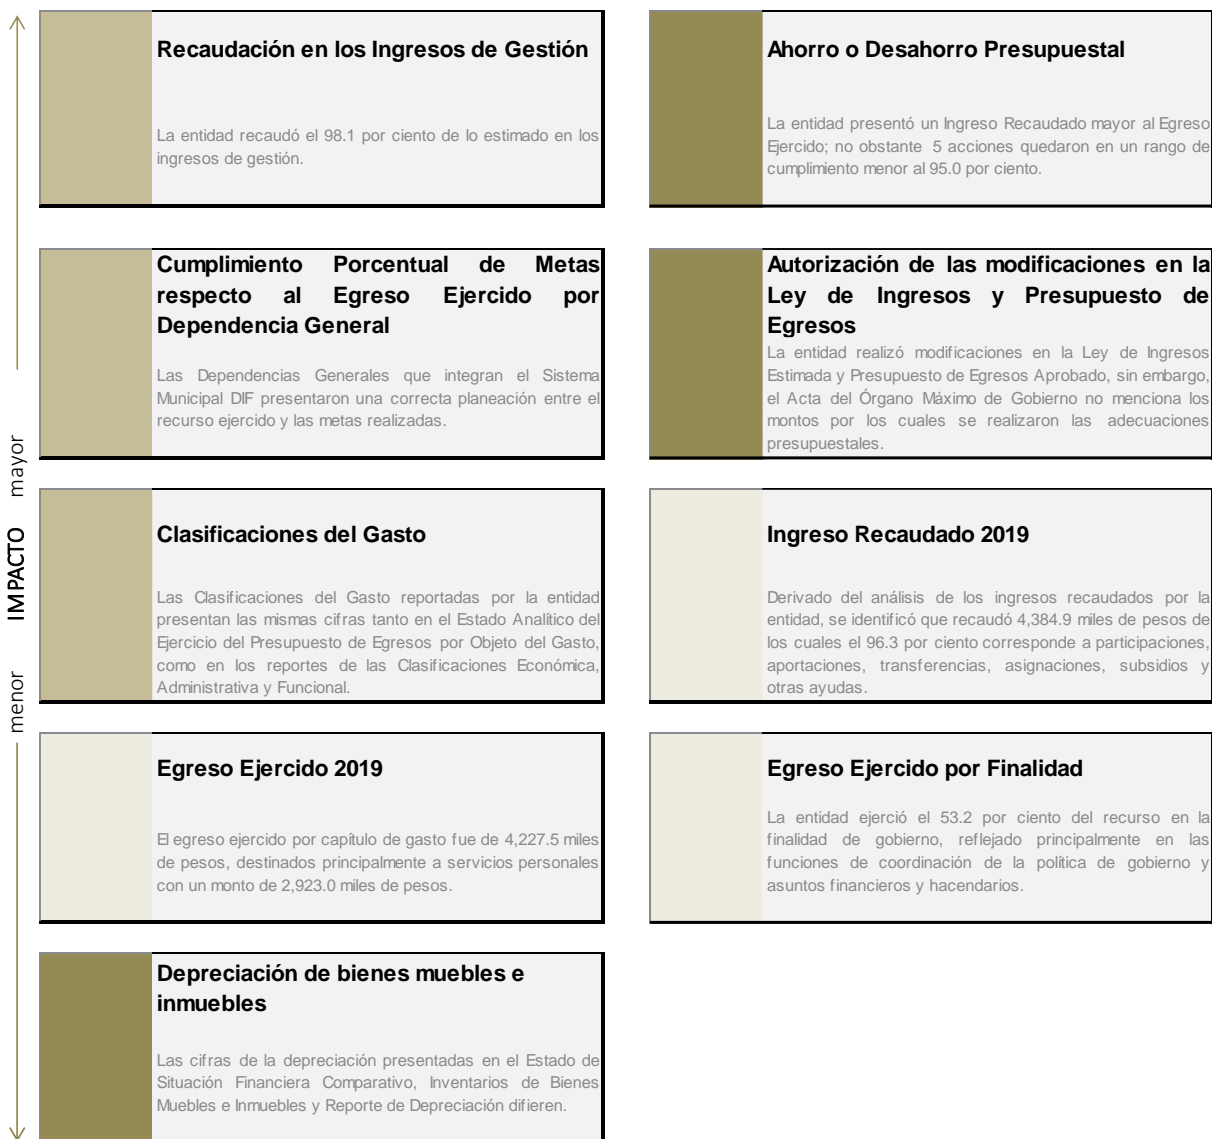 Recaudación en los Ingresos de Gestión
La entidad recaudó el 98.1 por ciento de lo estimado en los
ingresos de gestión.
Ahorro o Desahorro Presupuestal
La entidad presentó un Ingreso Recaudado mayor al Egreso
Ejercido; no obstante 5 acciones quedaron en un rango de
cumplimiento menor al 95.0 por ciento.
Cumplimiento Porcentual de Metas
respecto al Egreso Ejercido por
Dependencia General
Las Dependencias Generales que integran el Sistema
Municipal DIF presentaron una correcta planeación entre el
recurso ejercido y las metas realizadas.
Autorización de las modificaciones en la
Ley de Ingresos y Presupuesto de
Egresos
La entidad realizó modificaciones en la Ley de Ingresos
Estimada y Presupuesto de Egresos Aprobado, sin embargo,
el Acta del Órgano Máximo de Gobierno no menciona los
montos por los cuales se realizaron las adecuaciones
presupuestales.
Clasificaciones del Gasto
Las Clasificaciones del Gasto reportadas por la entidad
presentan las mismas cifras tanto en el Estado Analítico del
Ejercicio del Presupuesto de Egresos por Objeto del Gasto,
como en los reportes de las Clasificaciones Económica,
Administrativa y Funcional.
Ingreso Recaudado 2019
Derivado del análisis de los ingresos recaudados por la
entidad, se identificó que recaudó 4,384.9 miles de pesos de
los cuales el 96.3 por ciento corresponde a participaciones,
aportaciones, transferencias, asignaciones, subsidios y
otras ayudas.
Egreso Ejercido 2019
El egreso ejercido por capítulo de gasto fue de 4,227.5 miles
de pesos, destinados principalmente a servicios personales
con un monto de 2,923.0 miles de pesos.
Egreso Ejercido por Finalidad
La entidad ejerció el 53.2 por ciento del recurso en la
finalidad de gobierno, reflejado principalmente en las
funciones de coordinación de la política de gobierno y
asuntos financieros y hacendarios.
Depreciación de bienes muebles e
inmuebles
Las cifras de la depreciación presentadas en el Estado de
Situación Financiera Comparativo, Inventarios de Bienes
Muebles e Inmuebles y Reporte de Depreciación difieren.
menor IMPACTO mayor